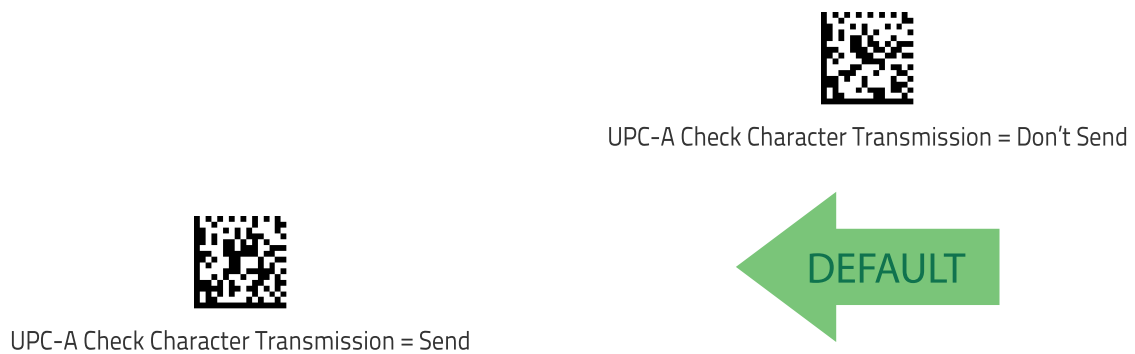 UPC-A Check Character Transmission = Don't Send
DEFAULT
UPC-A Check Character Transmission = Send